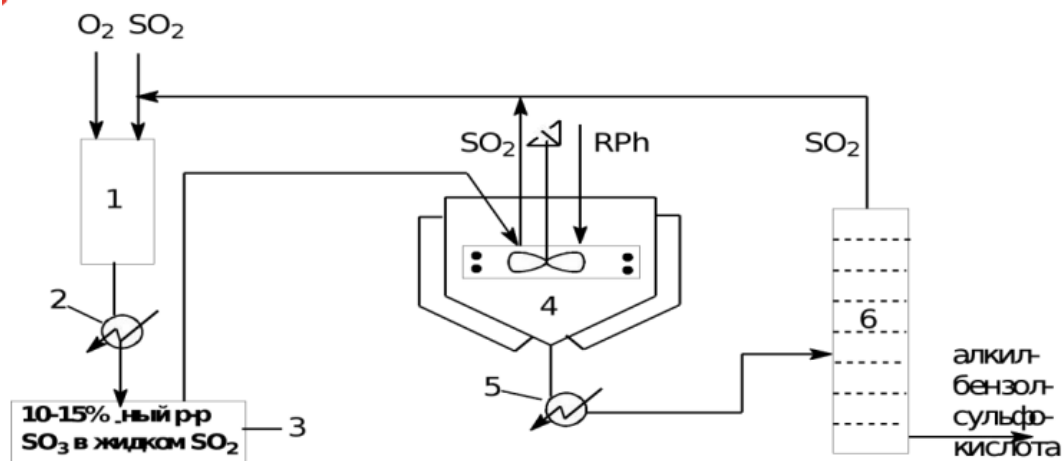 O₂ SO₂
SO₂
RPh
SO₂
1
2
4
6
5
10-15% .ный р-р
SO₃ в жидком SO₂
3
алкил-
бензол-
сульфо-
кислота